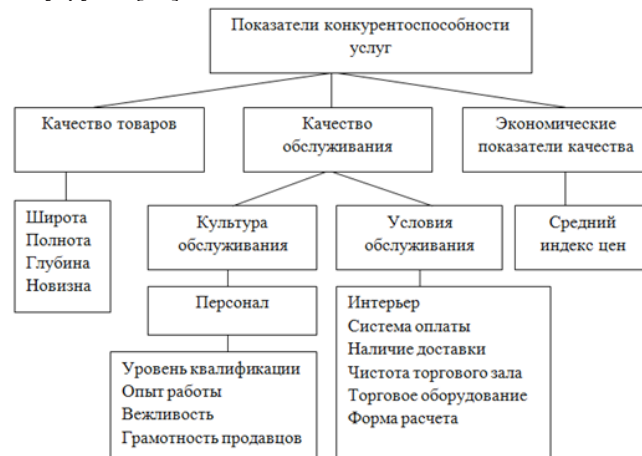 Показатели конкурентоспособности
услуг
Качество товаров
Качество
обслуживания
Экономические
показатели качества
Широта
Полнота
Глубина
Новизна
Культура
обслуживания
Условия
обслуживания
Средний
индекс цен
Персонал
Интерьер
Система оплаты
Наличие доставки
Чистота торгового зала
Торговое оборудование
Форма расчета
Уровень квалификации
Опыт работы
Вежливость
Грамотность продавцов